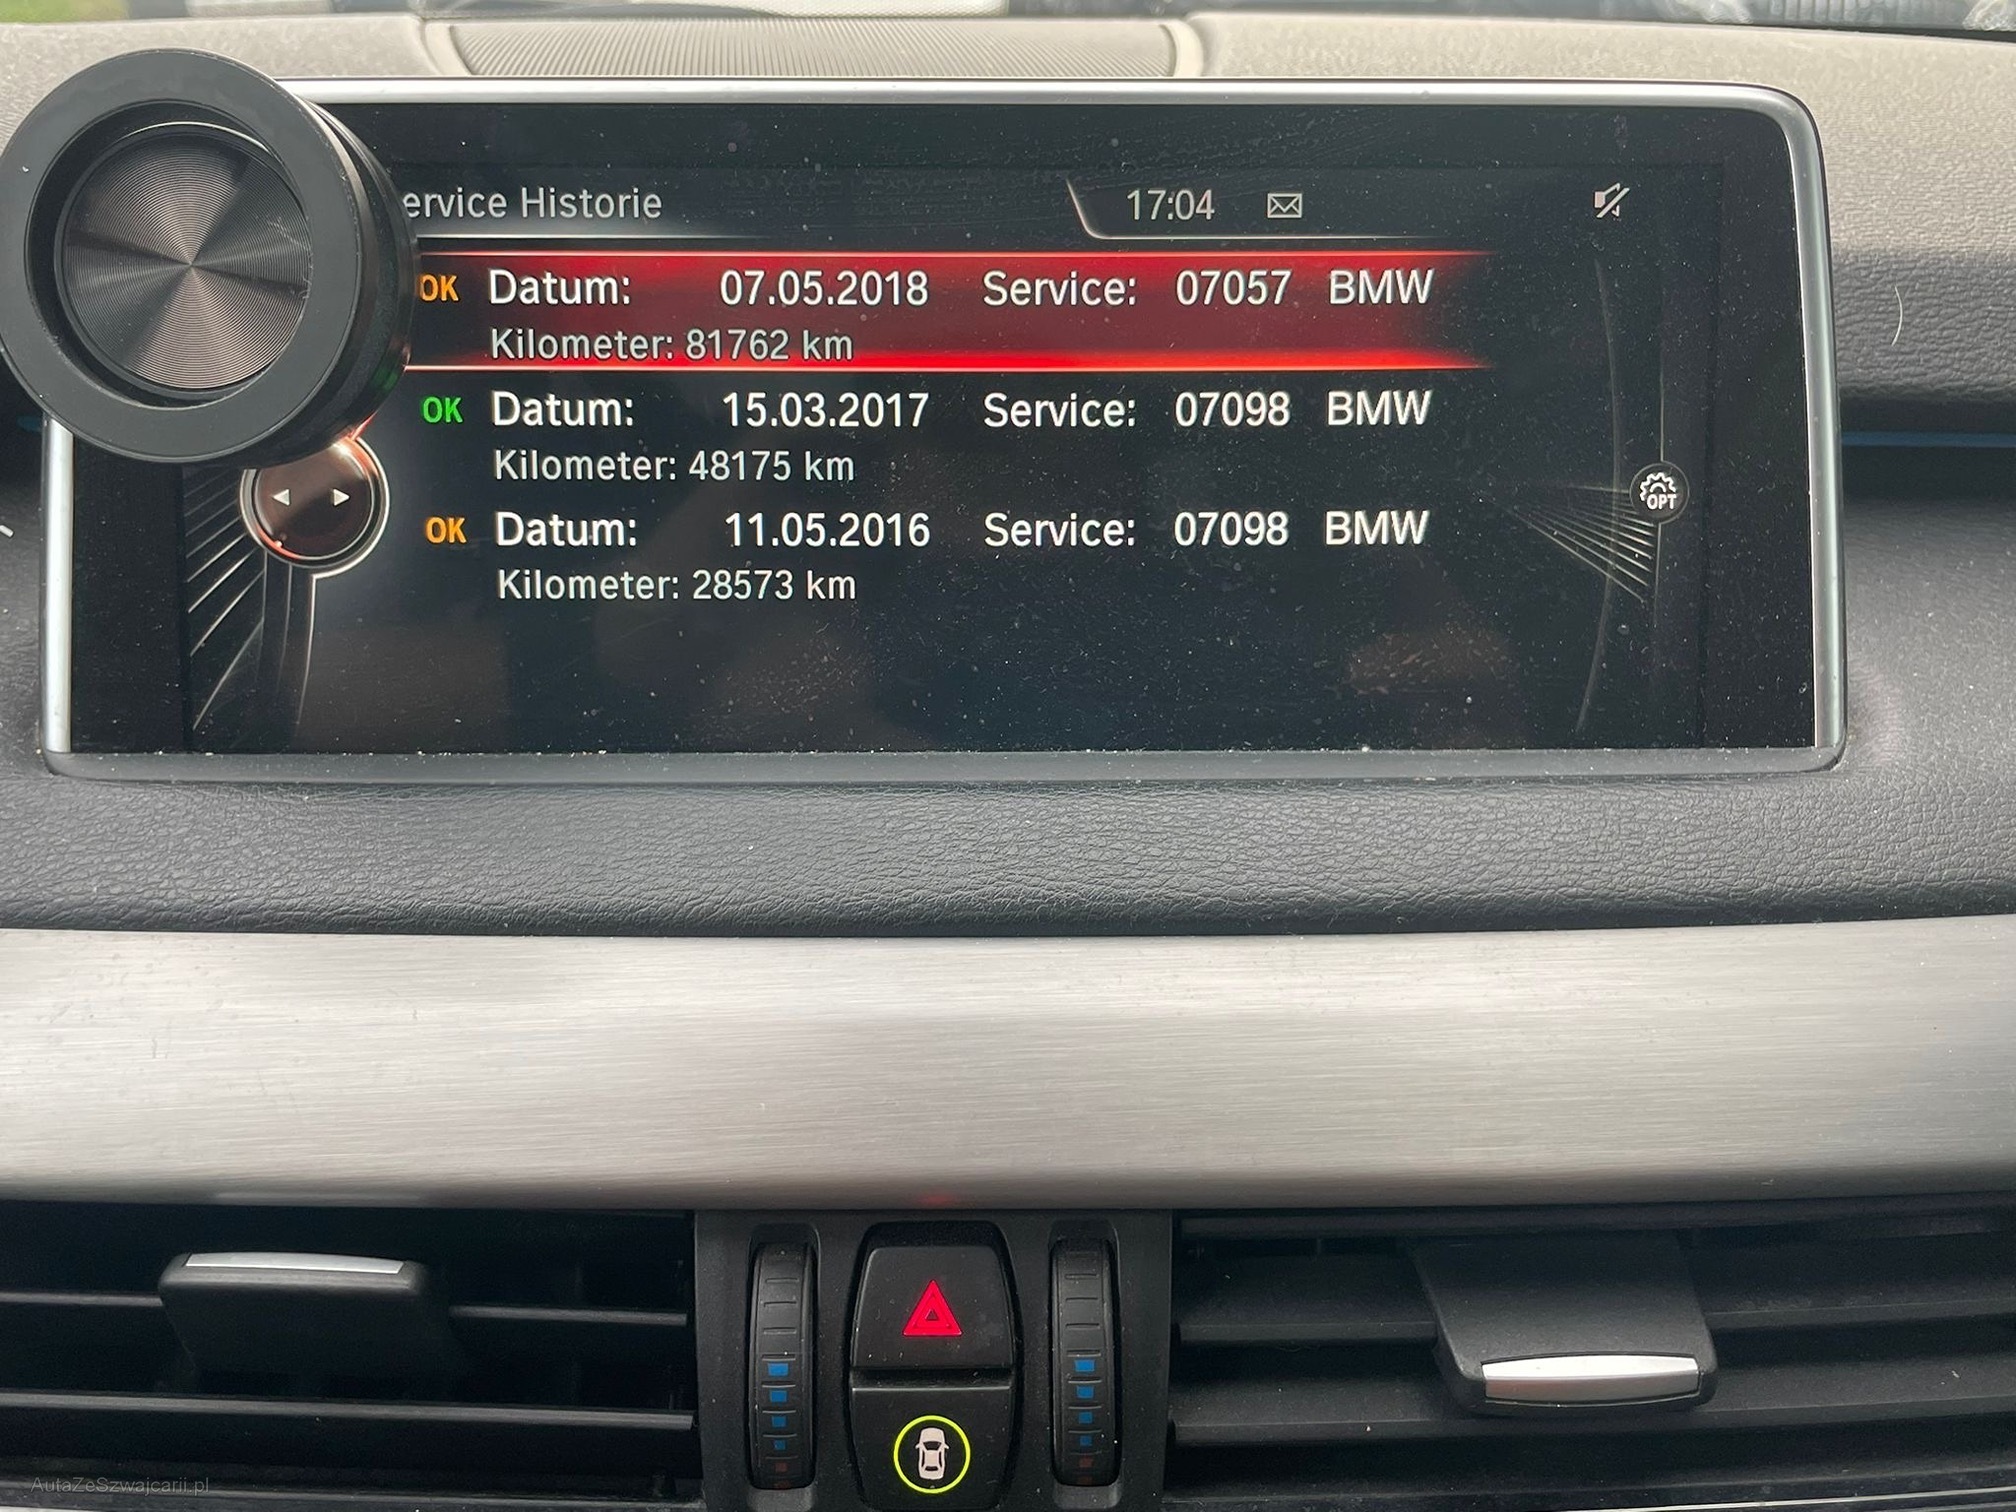 ervice Historie 17:04
OK Datum: 07.05.2018 Service: 07057 BMW
Kilometer: 81762 km
OK Datum: 15.03.2017 Service: 07098 BMW
Kilometer: 48175 km
OPT
OK Datum: 11.05.2016 Service: 07098 BMW
Kilometer: 28573 km
AutaZeSzwajcarii.pl